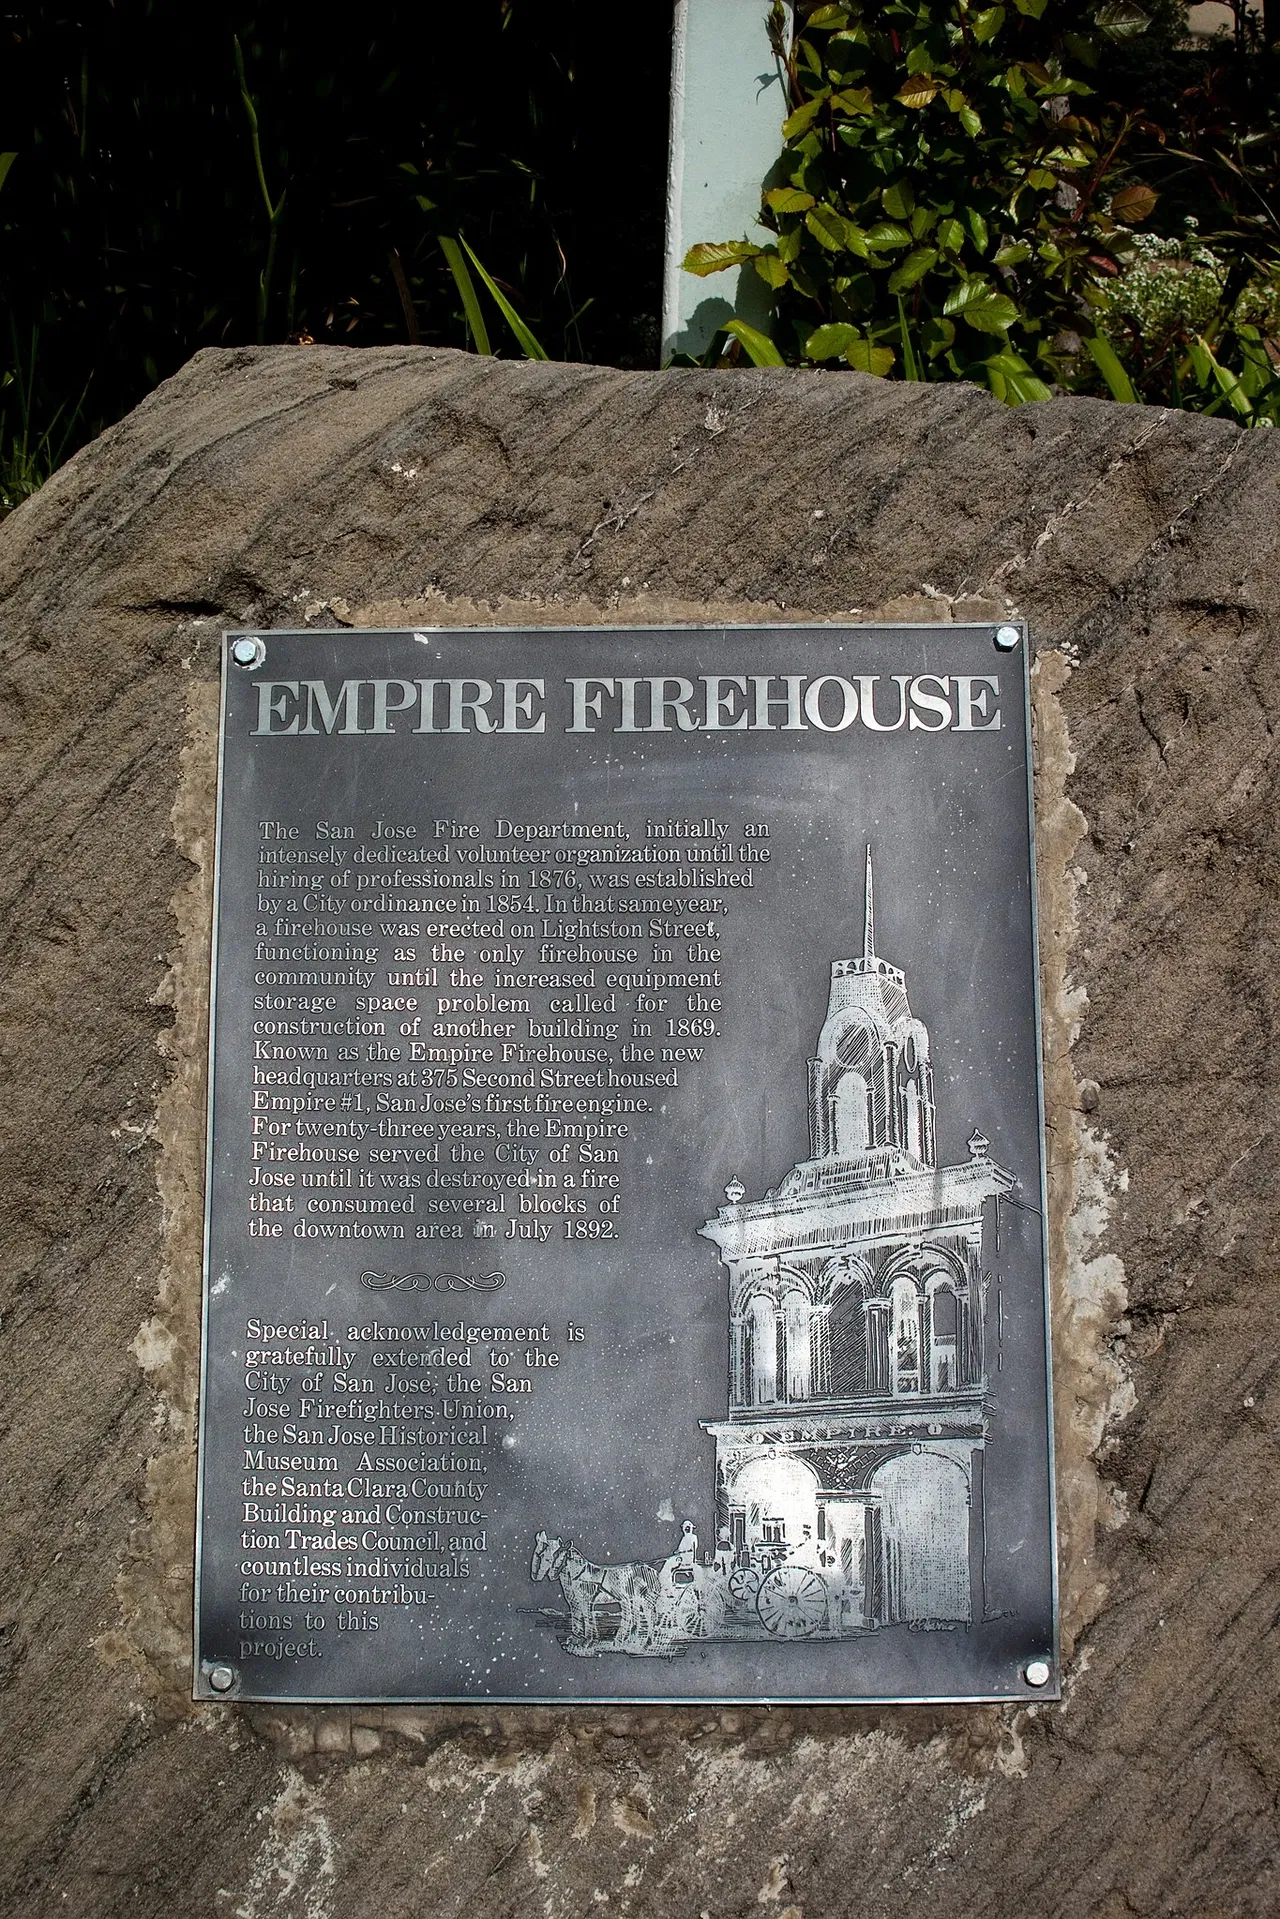 EMPIRE FIREHOUSE
The San Jose Fire Department, initially an
intensely dedicated volunteer organization until the
hiring of professionals in 1876, was established
by a City ordinance in 1854. In that same year,
a firehouse was erected on Lightston Street,
functioning as the only firehouse in the
community until the increased equipment
storage space problem called for the
construction of another building in 1869.
Known as the Empire Firehouse, the new
headquarters at 375 Second Street housed
Empire #1, San Jose's first fire engine.
For twenty-three years, the Empire
Firehouse served the City of San
Jose until it was destroyed in a fire
that consumed several blocks of
the downtown area in July 1892.
Special acknowledgement is
gratefully extended to the
City of San Jose, the San
Jose Firefighters Union,
the San Jose Historical
Museum Association,
the Santa Clara County
Building and Construc-
tion Trades Council, and
countless individuals
for their contribu-
tions to this
project.
EMPIRE